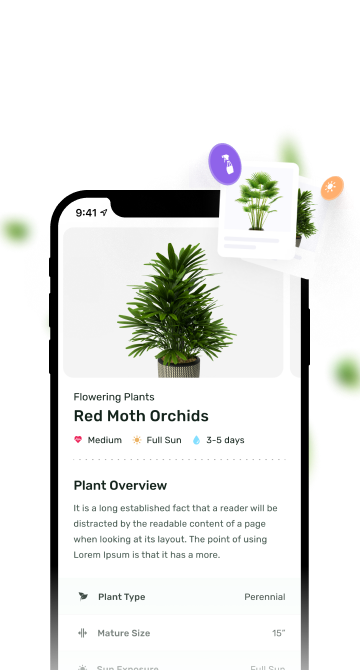 9:41
Flowering Plants
Red Moth Orchids
Medium Full Sun 3-5 days
Plant Overview
It is a long established fact that a reader will be
distracted by the readable content of a page
when looking at its layout. The point of using
Lorem Ipsum is that it has a more.
Plant Type Perennial
Mature Size 15"
Sun Exposure Full Sun